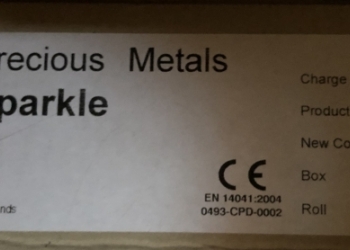 recious Metals
parkle
Charge
Product
New Co
Box
Roll
CE
EN 14041:2004
0493-CPD-0002
nds